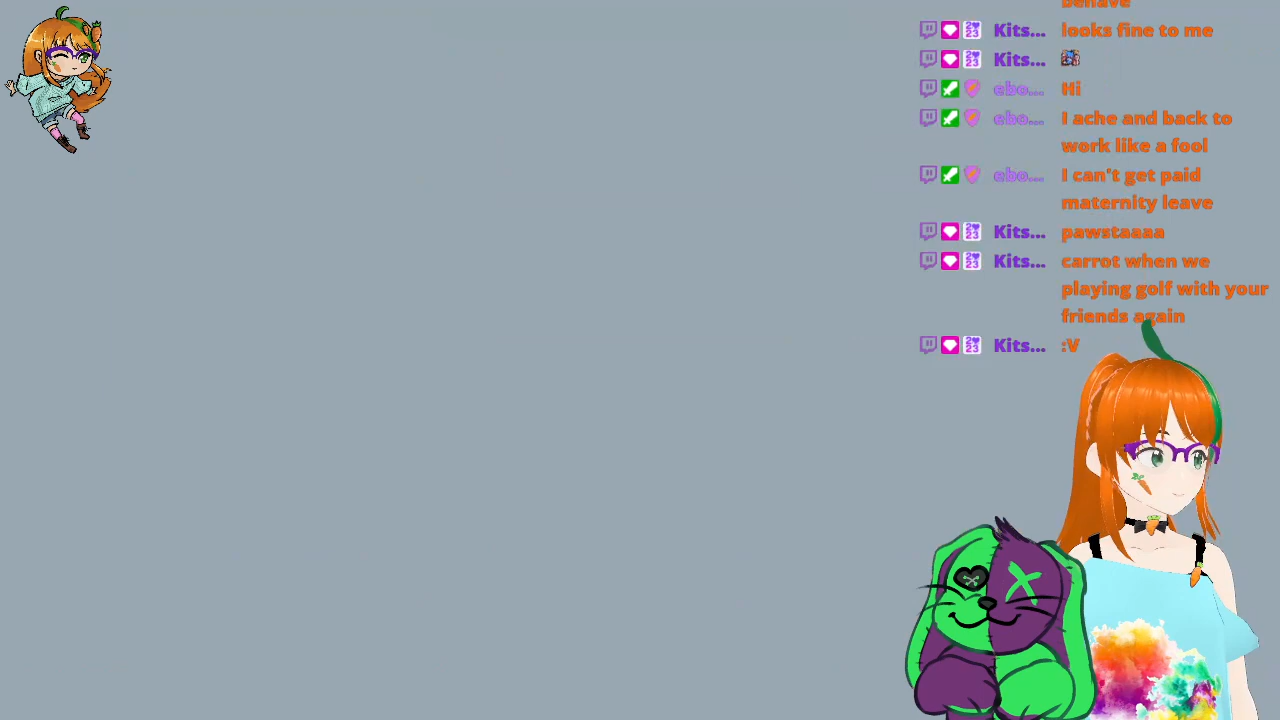 behave
Kits... looks fine to me
Kits...
ebo... Hi
ebo... I ache and back to
work like a fool
ebo... I can't get paid
maternity leave
Kits... pawstaaaa
Kits... carrot when we
playing golf with your
friends again
Kits... :V